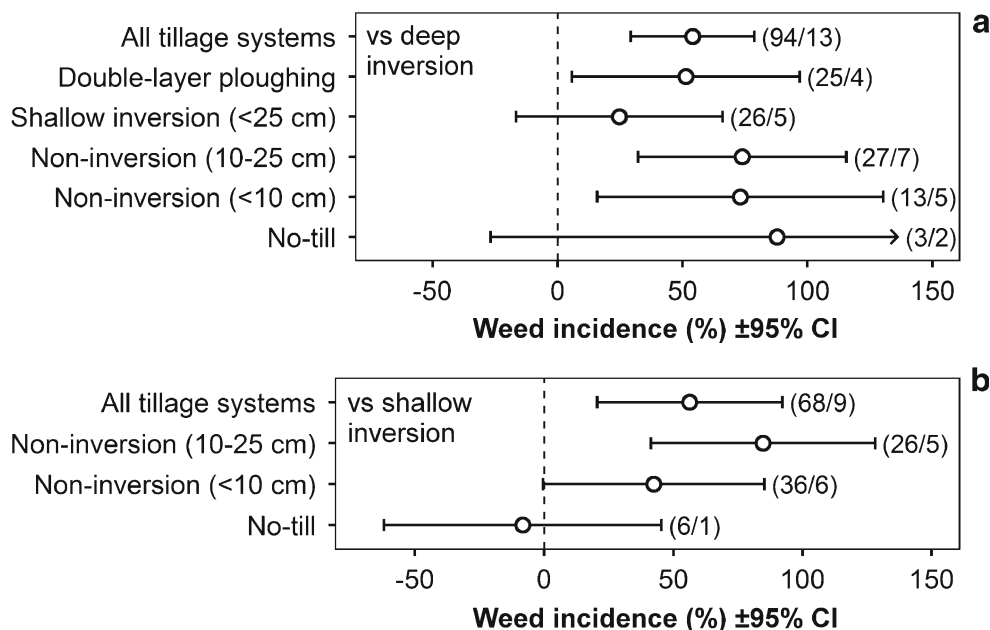 a
All tillage systems
vs deep
inversion
(94/13)
Double-layer ploughing
(25/4)
Shallow inversion (<25 cm)
(26/5)
Non-inversion (10-25 cm)
(27/7)
Non-inversion (<10 cm)
(13/5)
No-till
(3/2)
-50 0 50 100 150
Weed incidence (%) ±95% CI
b
All tillage systems
vs shallow
inversion
(68/9)
Non-inversion (10-25 cm)
(26/5)
Non-inversion (<10 cm)
(36/6)
No-till
(6/1)
-50 0 50 100 150
Weed incidence (%) ±95% CI